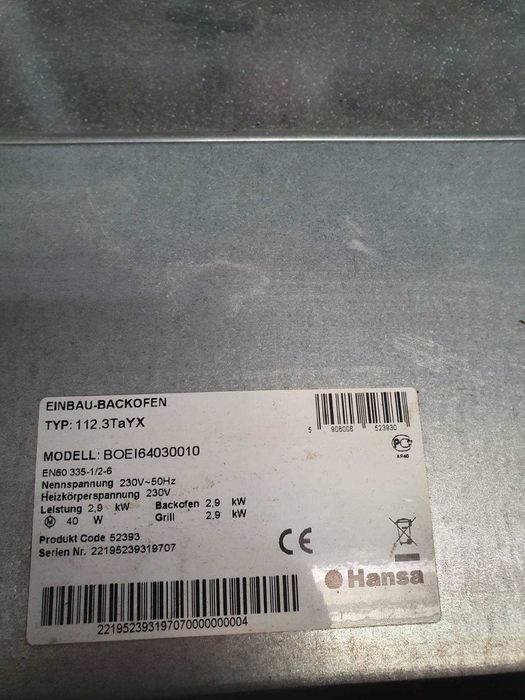 EINBAU-BACKOFEN
TYP: 112.3TaYX
5 906006 523930
MODELL: BOEI64030010
EN60 335-1/2-6
Nennspannung 230V~50Hz
Heizkörperspannung 230V
Leistung 2,9 kW Backofen 2,9 kW
M 40 W Grill 2,9 kW
Produkt Code 52393
Serien Nr. 22195239319707
CE
Hansa
2219523931970700000000004